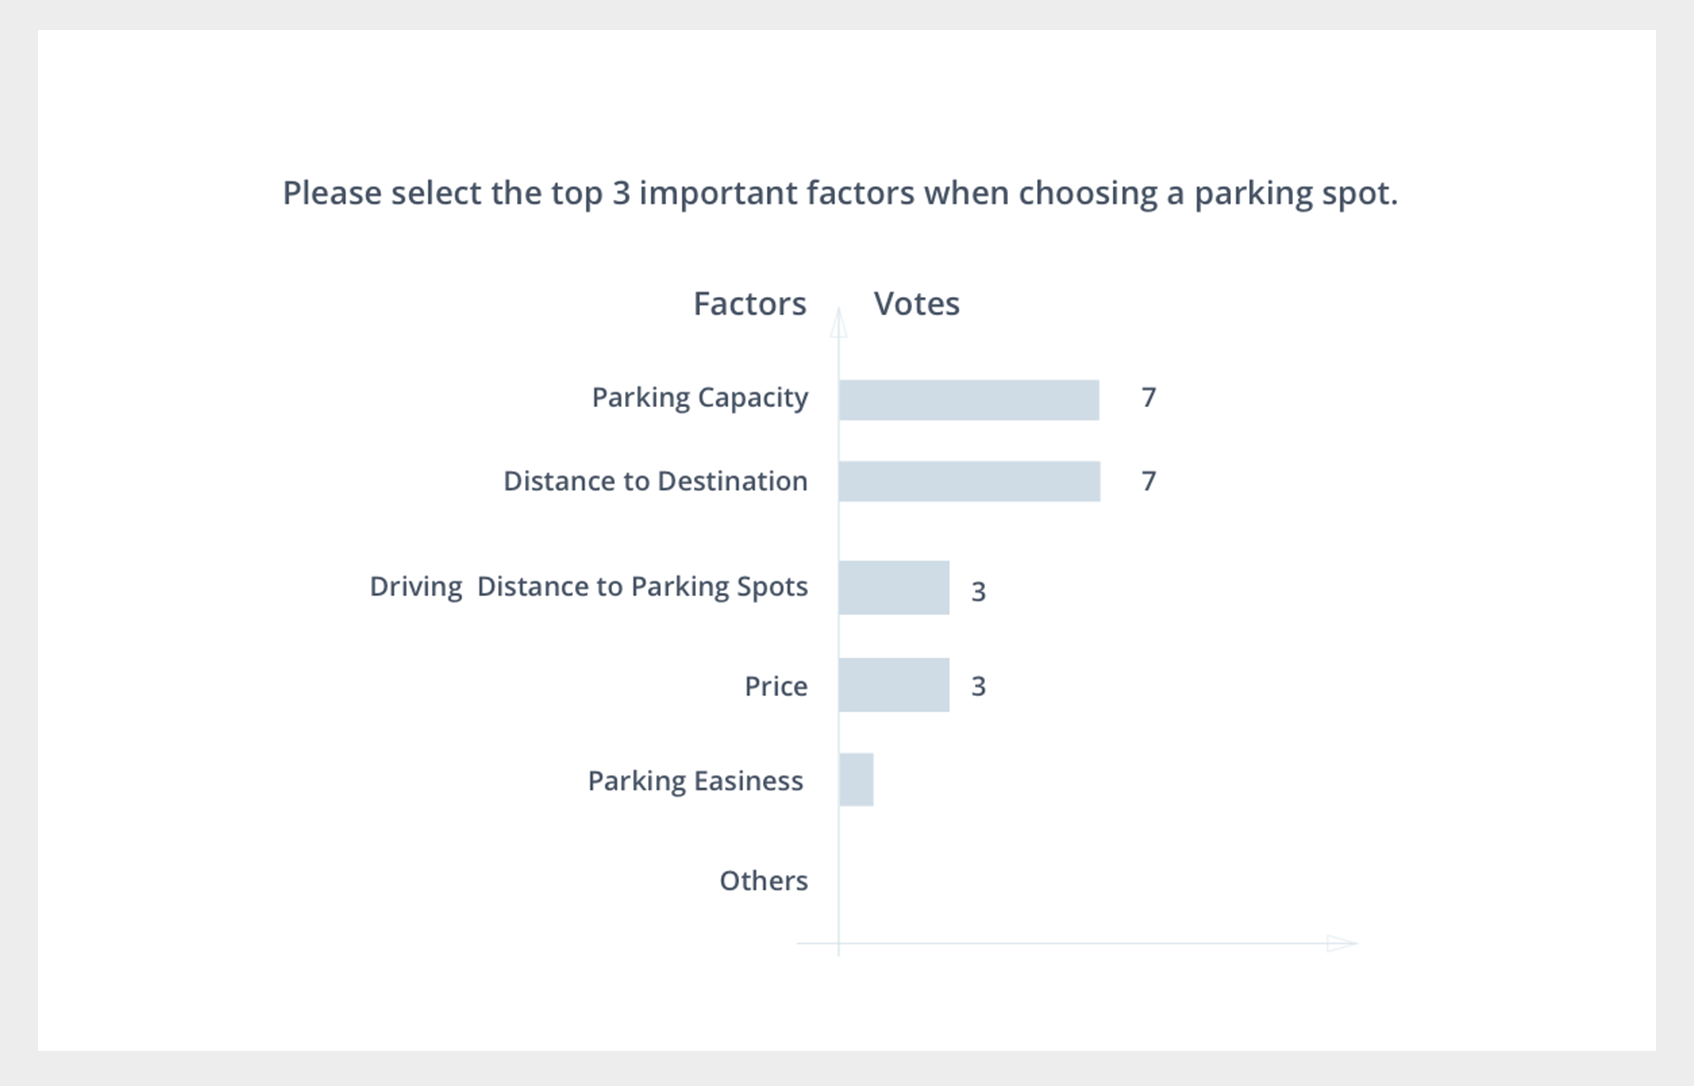 Please select the top 3 important factors when choosing a parking spot.
Factors Votes
Parking Capacity 7
Distance to Destination 7
Driving  Distance to Parking Spots 3
Price 3
Parking Easiness
Others